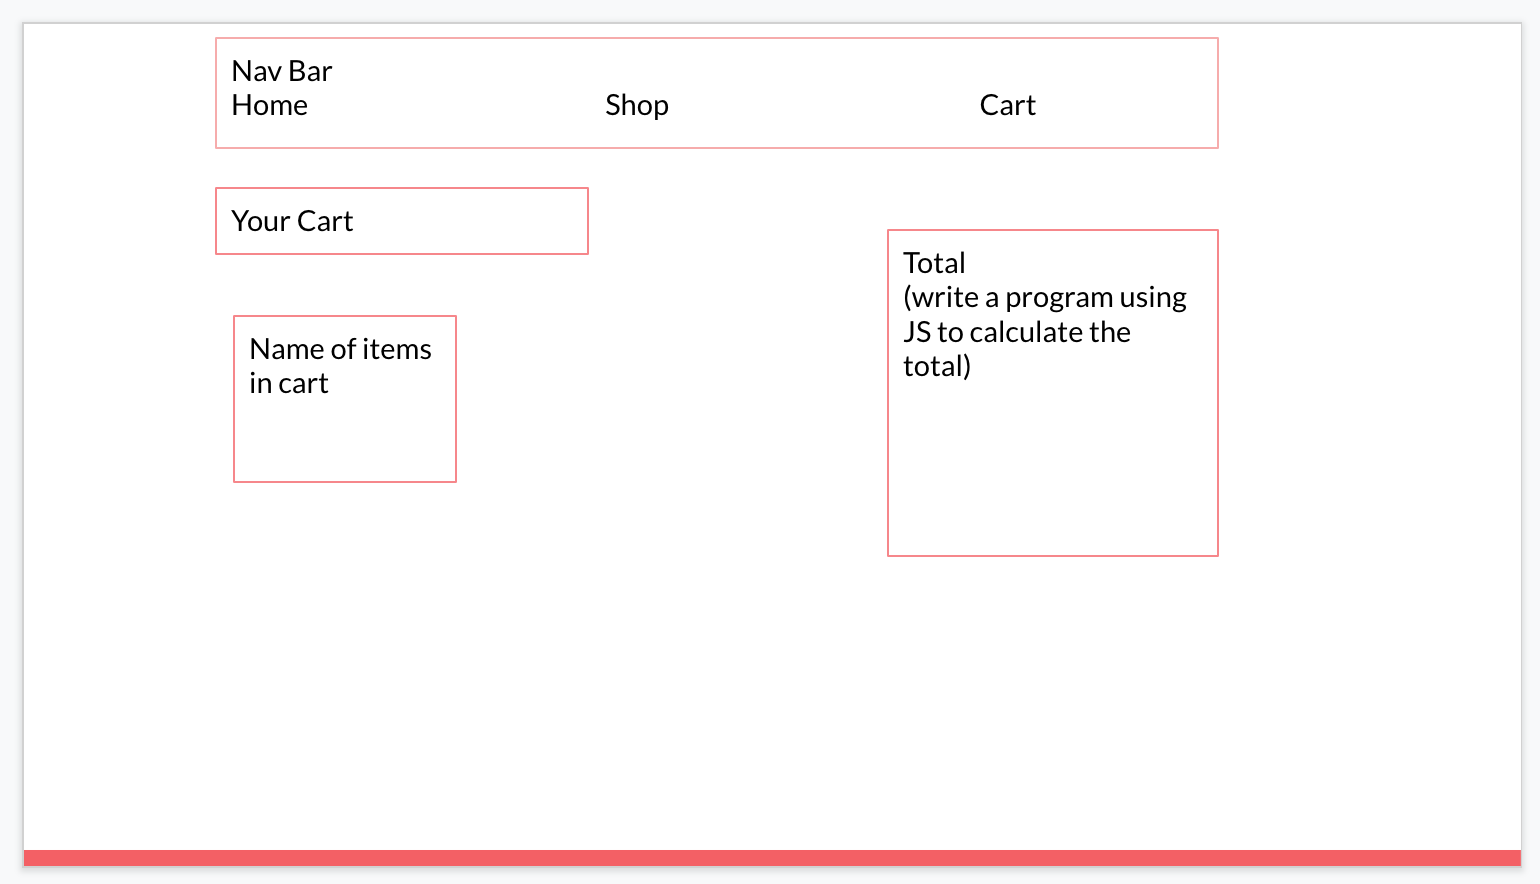 Nav Bar
Home Shop Cart
Your Cart
Name of items
in cart
Total
(write a program using
JS to calculate the
total)